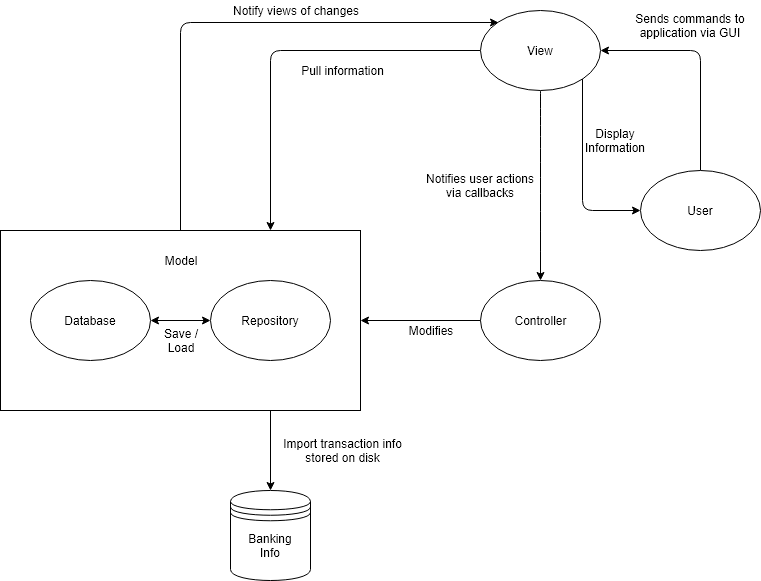 Notify views of changes
Sends commands to
application via GUI
View
Pull information
Display
Information
Notifies user actions
via callbacks
User
Model
Database
Repository
Controller
Save /
Load
Modifies
Import transaction info
stored on disk
Banking
Info